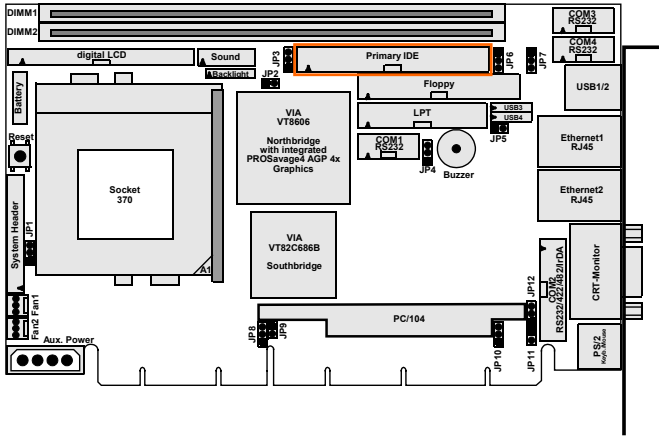 DIMM1
DIMM2
COM3
RS232
COM4
RS232
digital LCD
Sound
Backlight
JP3
Primary IDE
JP6
JP7
JP2
Floppy
USB1/2
Battery
VIA
VT8606
Northbridge
with integrated
PROSavage4 AGP 4x
Graphics
LPT
USB3
USB4
JP5
Reset
COM1
RS232
JP4
Buzzer
Ethernet1
RJ45
Socket
370
Ethernet2
RJ45
System Header
JP1
A1
VIA
VT82C686B
Southbridge
COM2
RS232/422/482/IrDA
CRT-Monitor
Fan1
Fan2
Aux. Power
PC/104
JP12
JP8
JP9
JP10
JP11
PS/2
Keyb./Mouse